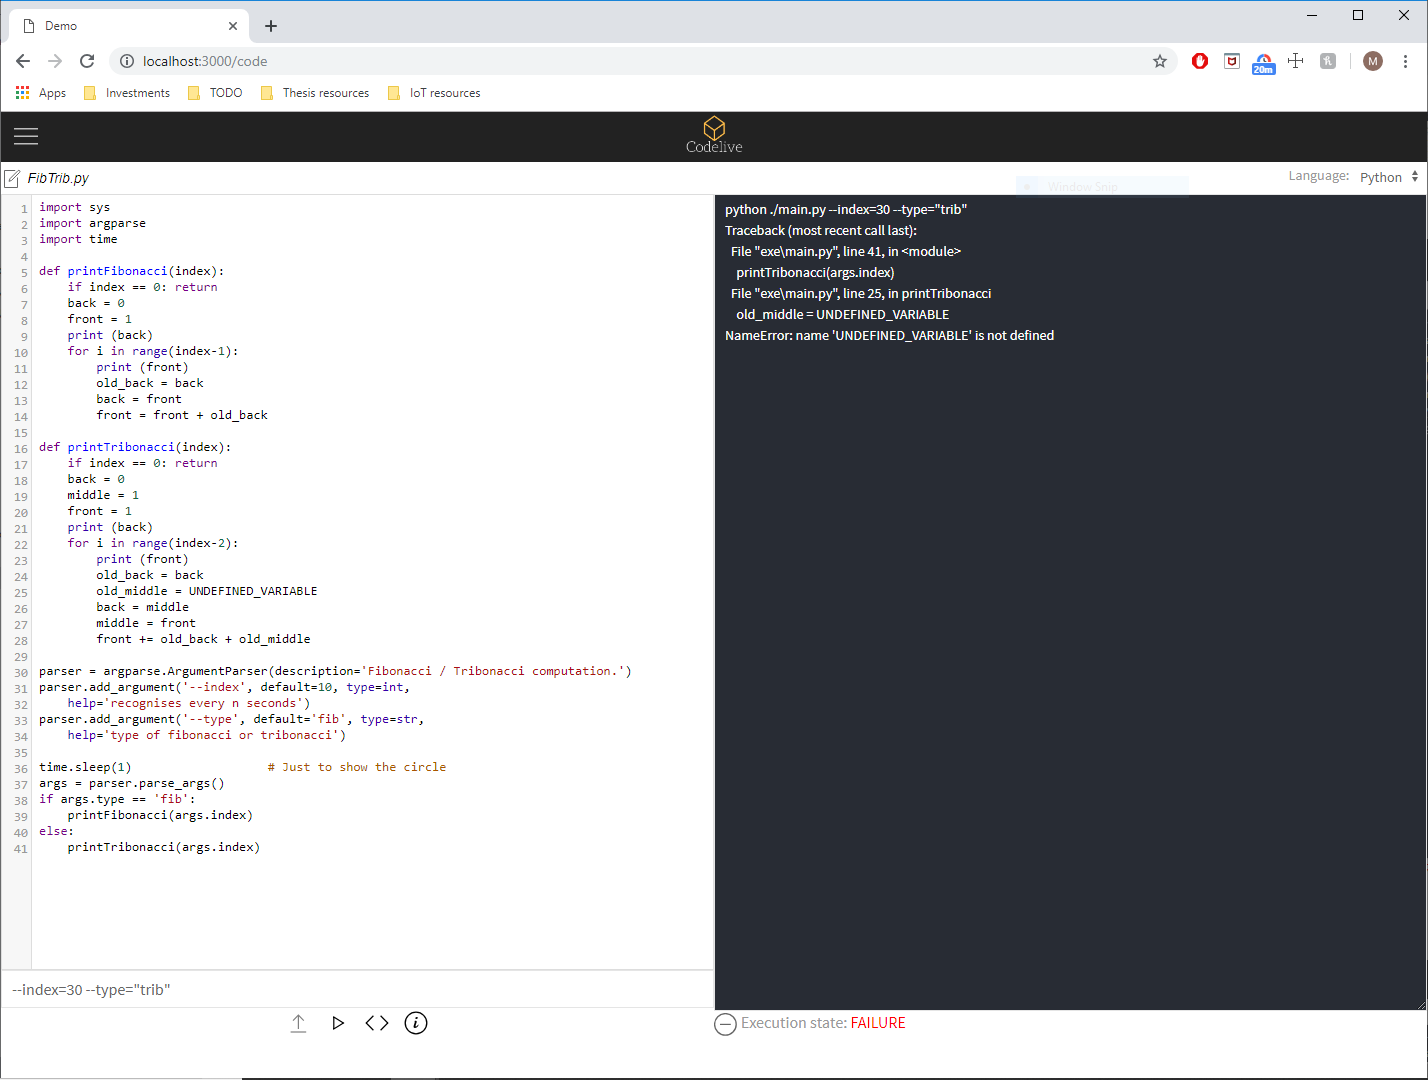 Demo
localhost:3000/code
20m
M
Apps
Investments
TODO
Thesis resources
IoT resources
Codelive
FibTrib.py
Window Snip
Language: Python
1 import sys
2 import argparse
3 import time
4
5 def printFibonacci(index):
6     if index == 0: return
7     back = 0
8     front = 1
9     print (back)
10     for i in range(index-1):
11         print (front)
12         old_back = back
13         back = front
14         front = front + old_back
15
16 def printTribonacci(index):
17     if index == 0: return
18     back = 0
19     middle = 1
20     front = 1
21     print (back)
22     for i in range(index-2):
23         print (front)
24         old_back = back
25         old_middle = UNDEFINED_VARIABLE
26         back = middle
27         middle = front
28         front += old_back + old_middle
29
30 parser = argparse.ArgumentParser(description='Fibonacci / Tribonacci computation.')
31 parser.add_argument('--index', default=10, type=int,
32     help='recognises every n seconds')
33 parser.add_argument('--type', default='fib', type=str,
34     help='type of fibonacci or tribonacci')
35
36 time.sleep(1)                   # Just to show the circle
37 args = parser.parse_args()
38 if args.type == 'fib':
39     printFibonacci(args.index)
40 else:
41     printTribonacci(args.index)
--index=30 --type="trib"
python ./main.py --index=30 --type="trib"
Traceback (most recent call last):
  File "exe\main.py", line 41, in <module>
    printTribonacci(args.index)
  File "exe\main.py", line 25, in printTribonacci
    old_middle = UNDEFINED_VARIABLE
NameError: name 'UNDEFINED_VARIABLE' is not defined
Execution state: FAILURE